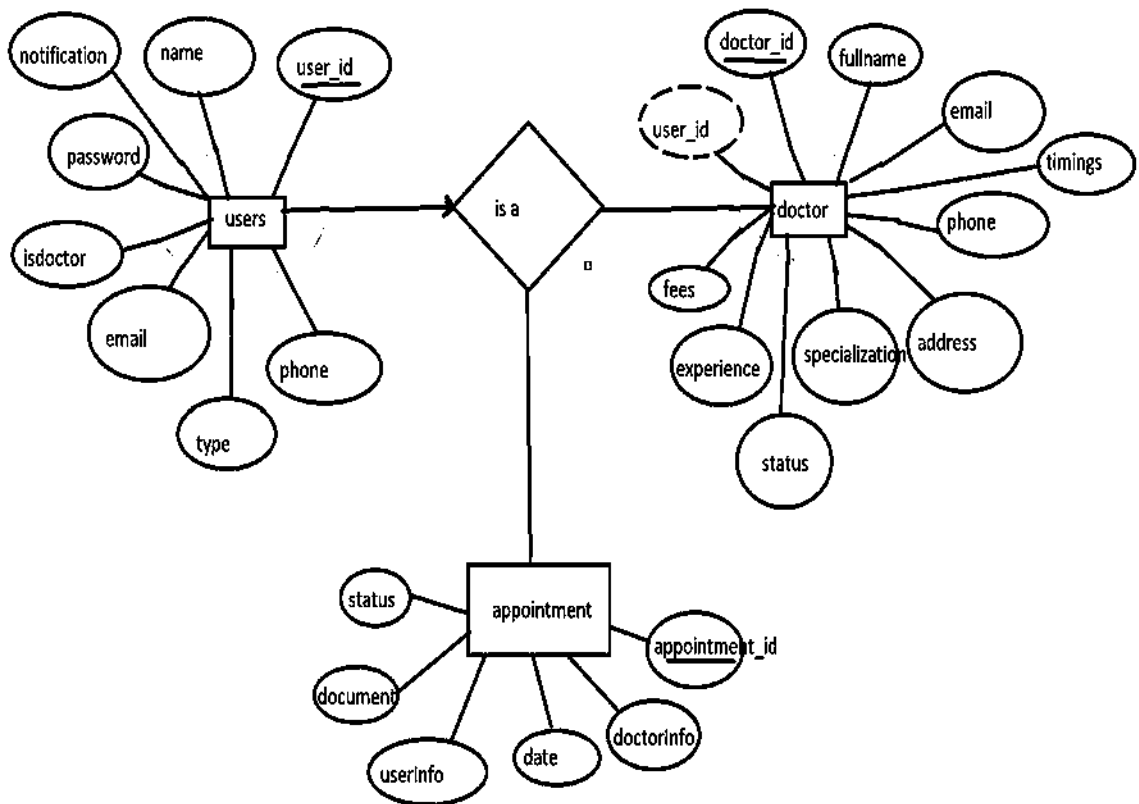 notification
name
user_id
password
users
isdoctor
email
type
phone
is a
doctor_id
fullname
user_id
email
timings
doctor
phone
fees
experience
specialization
address
status
status
appointment
appointment_id
document
userinfo
date
doctorinfo